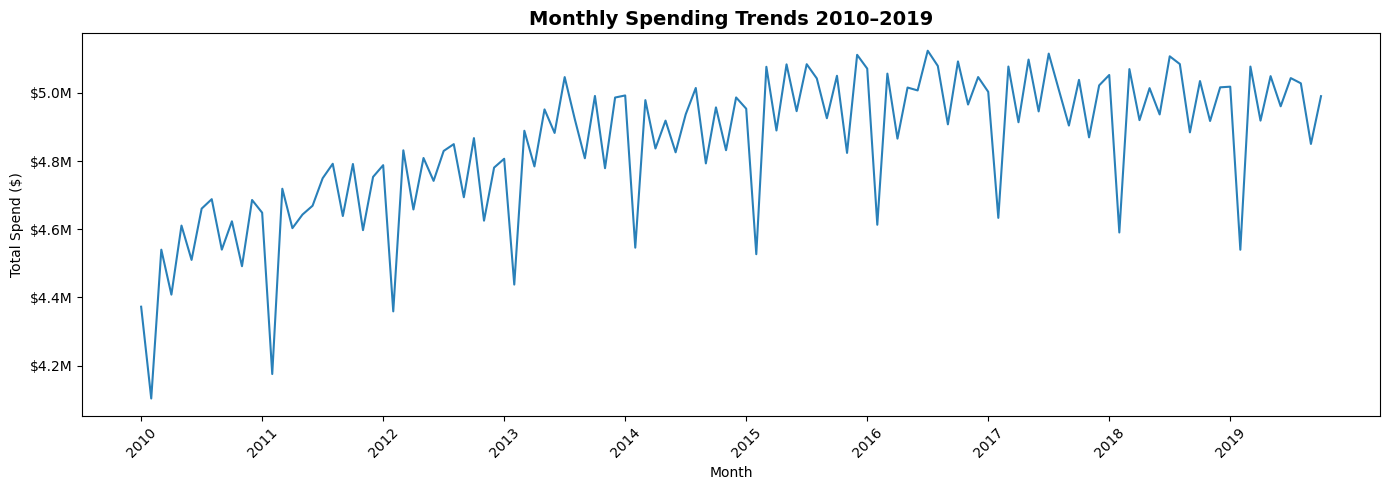 Monthly Spending Trends 2010–2019
Total Spend ($)
$5.0M
$4.8M
$4.6M
$4.4M
$4.2M
2010
2011
2012
2013
2014
2015
2016
2017
2018
2019
Month